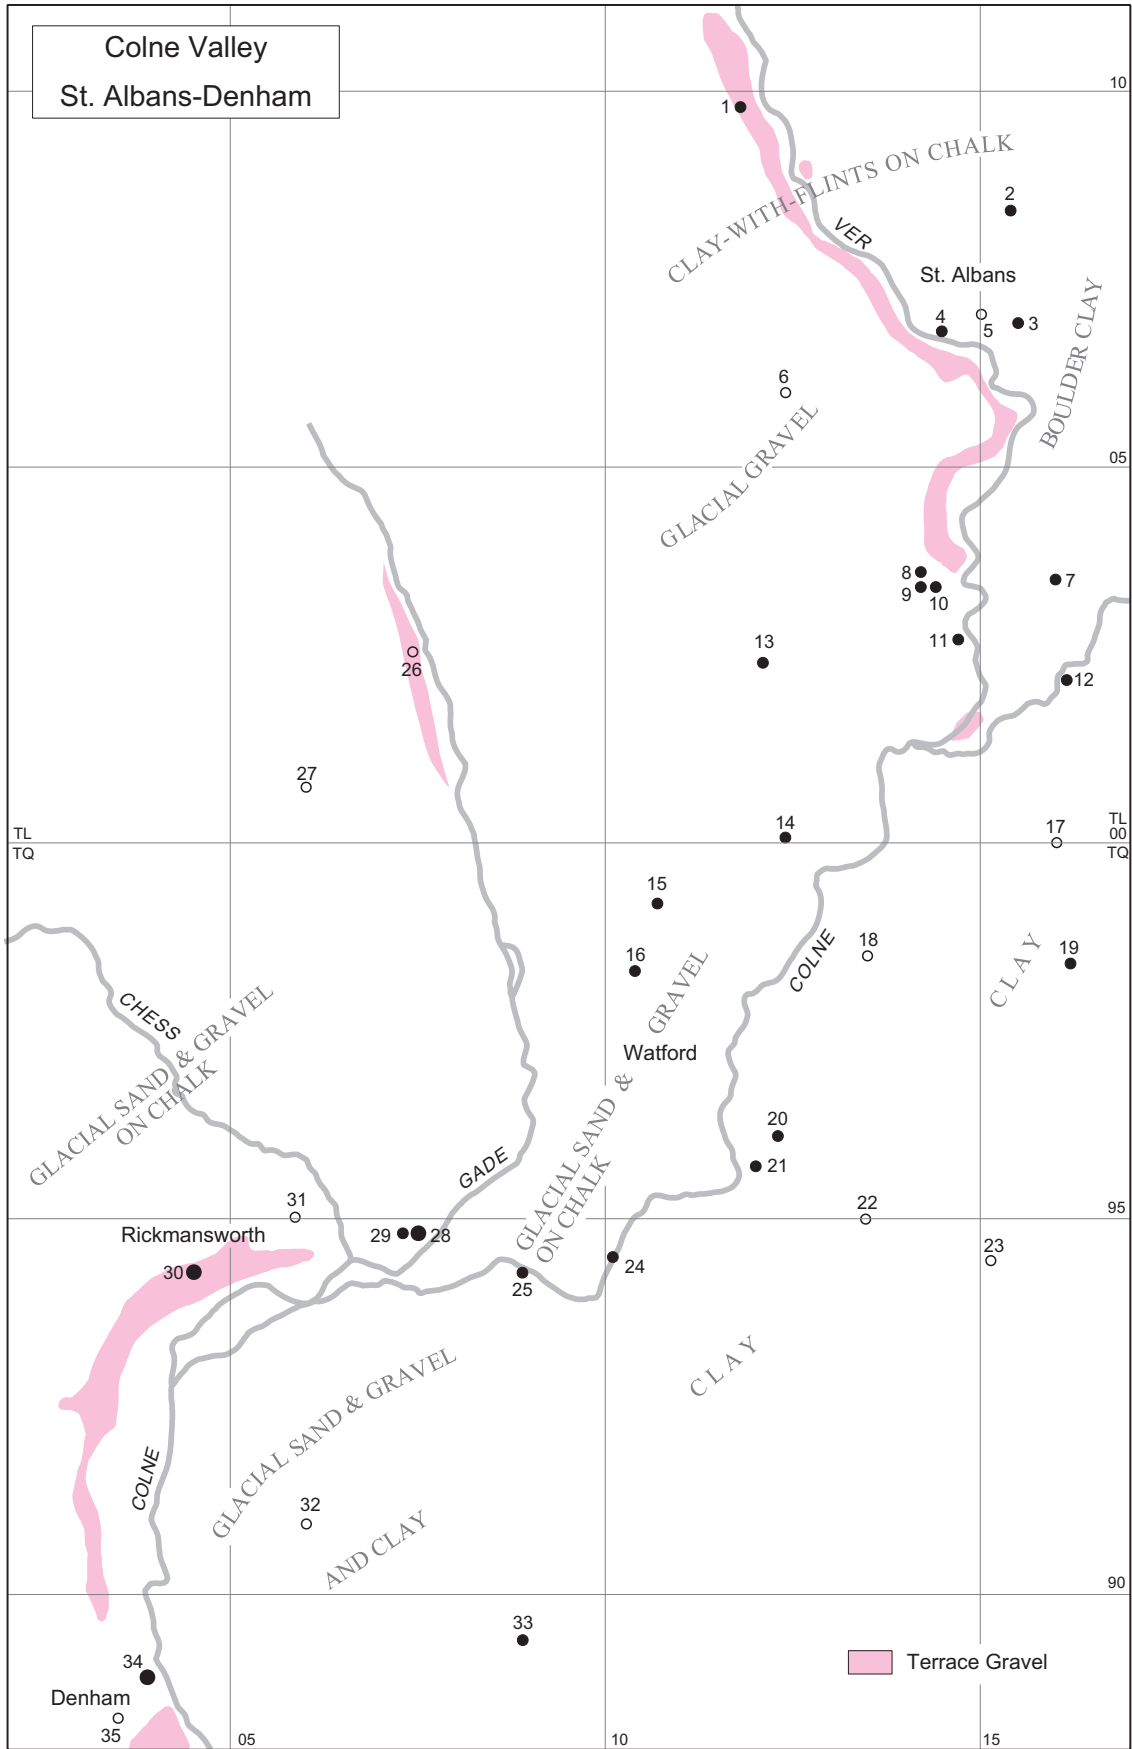 Colne Valley
St. Albans-Denham
10
1
CLAY-WITH-FLINTS ON CHALK
2
VER
St. Albans
4
5
3
BOULDER CLAY
6
GLACIAL GRAVEL
05
8
9
10
7
11
26
13
12
27
TL
TQ
14
TL
00
TQ
17
15
16
18
19
COLNE
CLAY
CHESS
GLACIAL SAND & GRAVEL
ON CHALK
Watford
GLACIAL SAND & GRAVEL
ON CHALK
20
21
GADE
31
22
95
Rickmansworth
29
28
23
30
24
25
CLAY
GLACIAL SAND & GRAVEL
AND CLAY
COLNE
32
90
33
34
Terrace Gravel
Denham
35
05
10
15